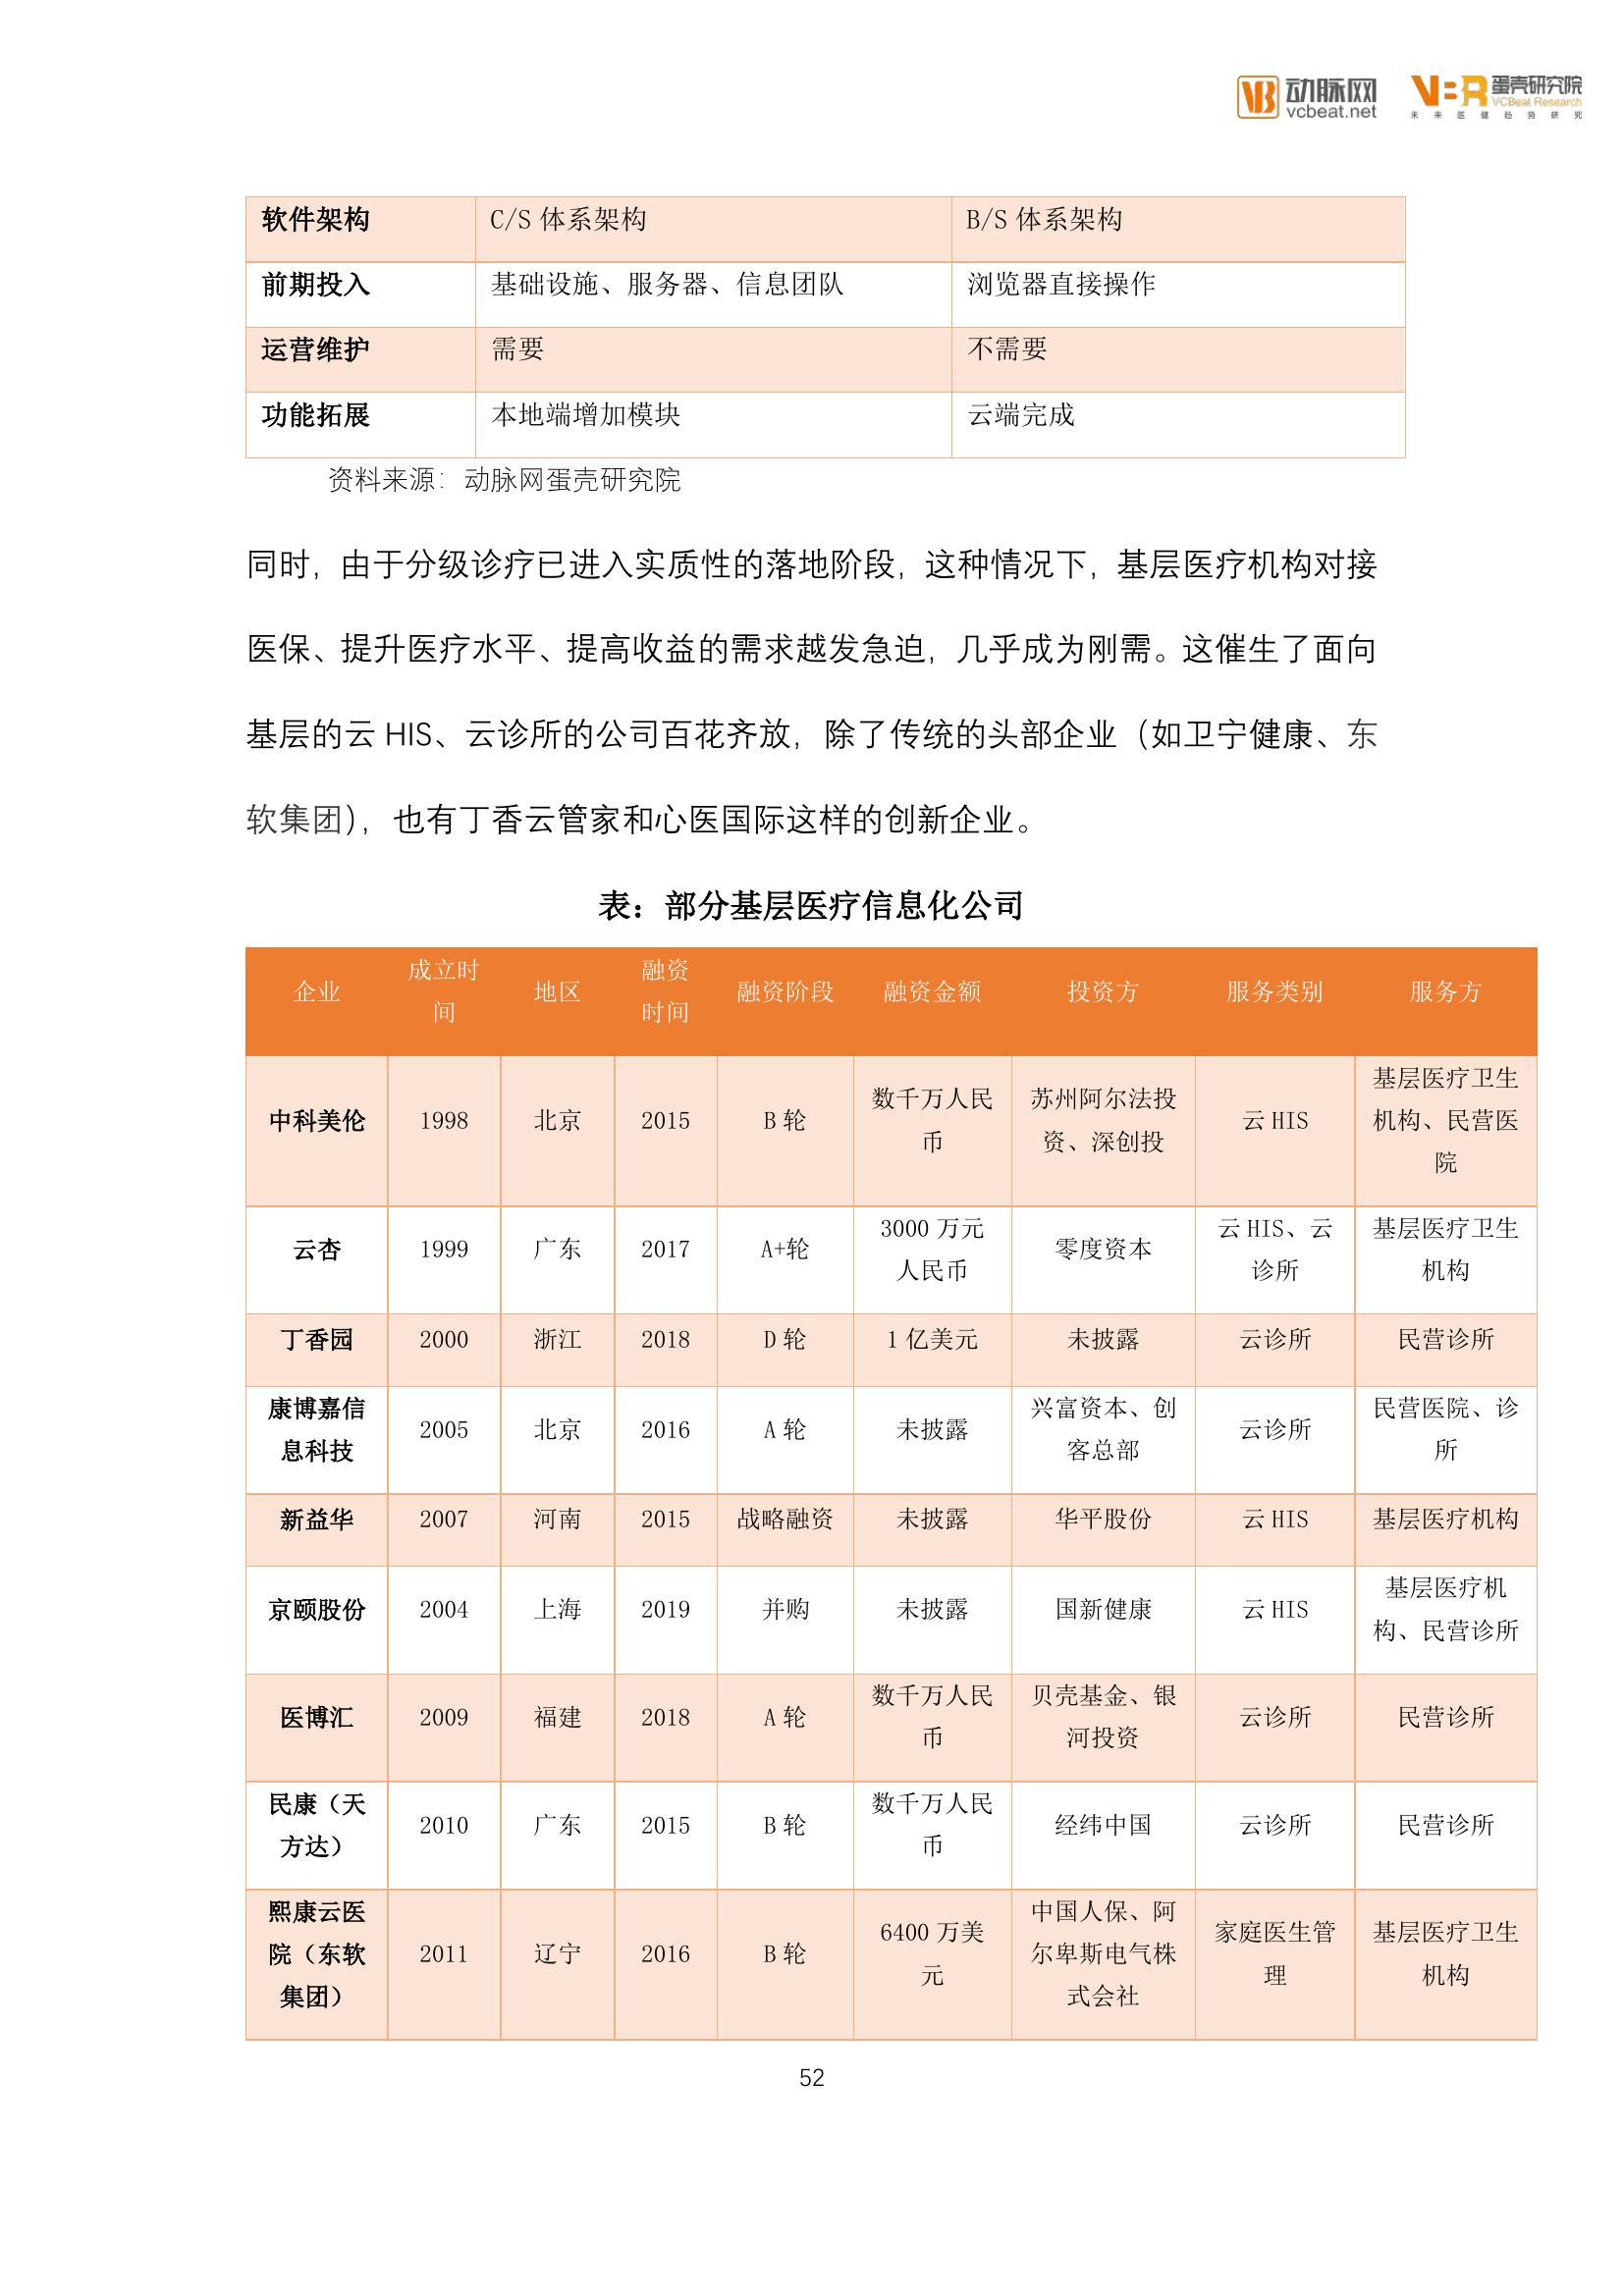 动脉网
vcbeat.net
VBR 蛋壳研究院
VCBeat Research
未来医健趋势研究
软件架构 C/S 体系架构 B/S 体系架构
前期投入 基础设施、服务器、信息团队 浏览器直接操作
运营维护 需要 不需要
功能拓展 本地端增加模块 云端完成
资料来源：动脉网蛋壳研究院
同时，由于分级诊疗已进入实质性的落地阶段，这种情况下，基层医疗机构对接
医保、提升医疗水平、提高收益的需求越发急迫，几乎成为刚需。这催生了面向
基层的云 HIS、云诊所的公司百花齐放，除了传统的头部企业（如卫宁健康、东
软集团），也有丁香云管家和心医国际这样的创新企业。
表：部分基层医疗信息化公司
企业 成立时间 地区 融资时间 融资阶段 融资金额 投资方 服务类别 服务方
中科美伦 1998 北京 2015 B 轮 数千万人民币 苏州阿尔法投资、深创投 云 HIS 基层医疗卫生机构、民营医院
云杏 1999 广东 2017 A+轮 3000 万元人民币 零度资本 云 HIS、云诊所 基层医疗卫生机构
丁香园 2000 浙江 2018 D 轮 1 亿美元 未披露 云诊所 民营诊所
康博嘉信息科技 2005 北京 2016 A 轮 未披露 兴富资本、创客总部 云诊所 民营医院、诊所
新益华 2007 河南 2015 战略融资 未披露 华平股份 云 HIS 基层医疗机构
京颐股份 2004 上海 2019 并购 未披露 国新健康 云 HIS 基层医疗机构、民营诊所
医博汇 2009 福建 2018 A 轮 数千万人民币 贝壳基金、银河投资 云诊所 民营诊所
民康（天方达） 2010 广东 2015 B 轮 数千万人民币 经纬中国 云诊所 民营诊所
熙康云医院（东软集团） 2011 辽宁 2016 B 轮 6400 万美元 中国人保、阿尔卑斯电气株式会社 家庭医生管理 基层医疗卫生机构
52